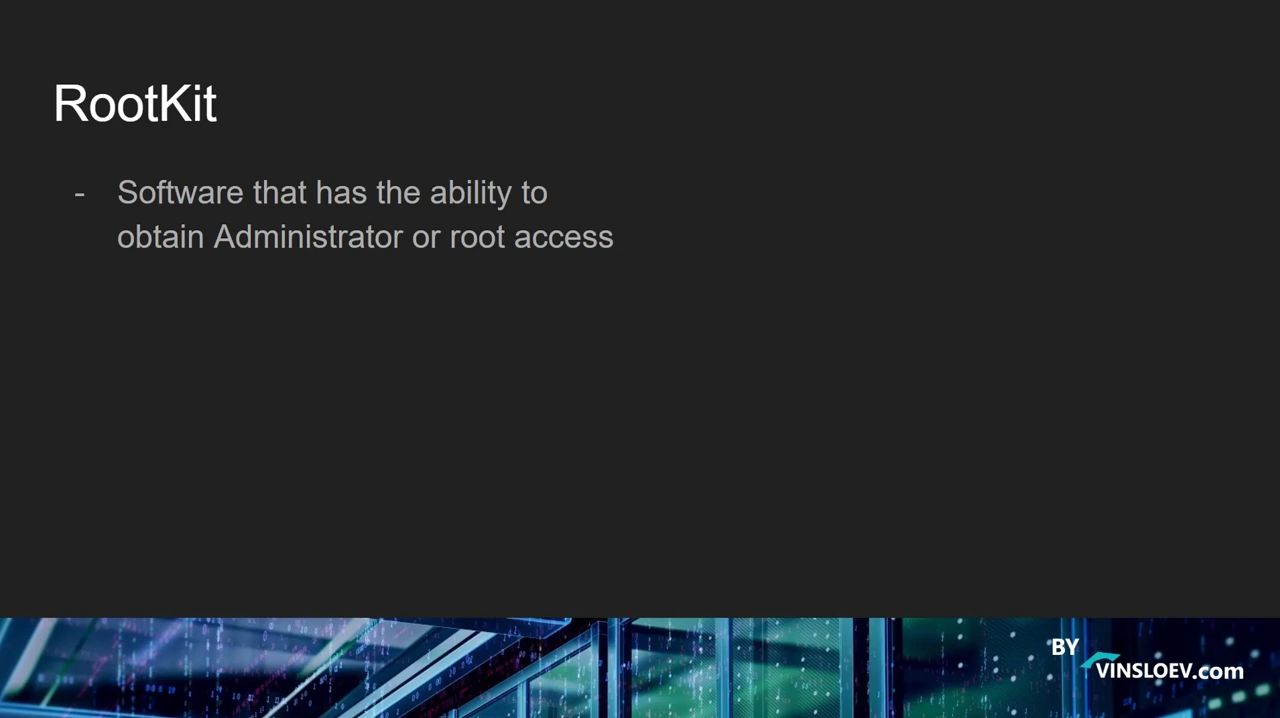 RootKit
- Software that has the ability to
obtain Administrator or root access
BY
VINSLOEV.com